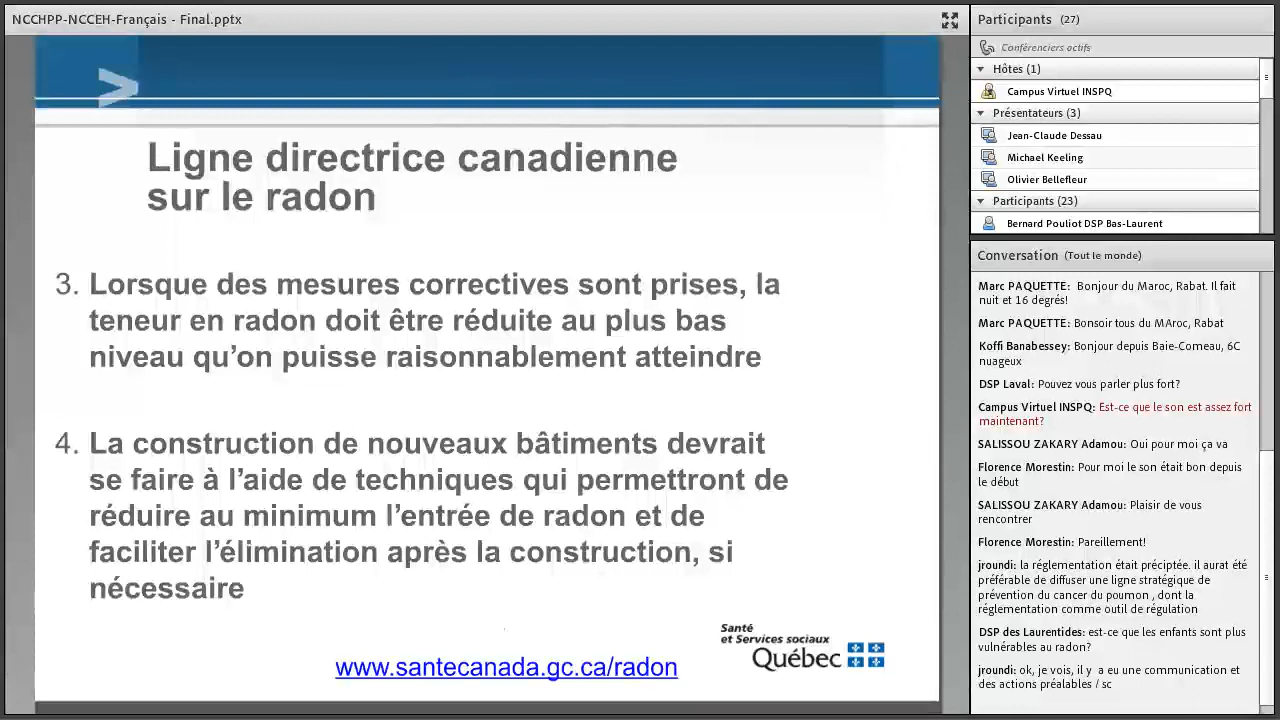 NCCHPP-NCCEH-Français - Final.pptx
>
Ligne directrice canadienne
sur le radon
3. Lorsque des mesures correctives sont prises, la
teneur en radon doit être réduite au plus bas
niveau qu’on puisse raisonnablement atteindre
4. La construction de nouveaux bâtiments devrait
se faire à l’aide de techniques qui permettront de
réduire au minimum l’entrée de radon et de
faciliter l’élimination après la construction, si
nécessaire
www.santecanada.gc.ca/radon
Santé
et Services sociaux
Québec
Participants (27)
Conférenciers actifs
Hôtes (1)
Campus Virtuel INSPQ
Présentateurs (3)
Jean-Claude Dessau
Michael Keeling
Olivier Bellefleur
Participants (23)
Bernard Pouliot DSP Bas-Laurent
Conversation (Tout le monde)
Marc PAQUETTE: Bonjour du Maroc, Rabat. Il fait
nuit et 16 degrés!
Marc PAQUETTE: Bonsoir tous du MAroc, Rabat
Koffi Banabessey: Bonjour depuis Baie-Comeau, 6C
nuageux
DSP Laval: Pouvez vous parler plus fort?
Campus Virtuel INSPQ: Est-ce que le son est assez fort
maintenant?
SALISSOU ZAKARY Adamou: Oui pour moi ça va
Florence Morestin: Pour moi le son était bon depuis
le début
SALISSOU ZAKARY Adamou: Plaisir de vous
rencontrer
Florence Morestin: Pareillement!
jroundi: la réglementation était préciptée. il aurat été
préférable de diffuser une ligne stratégique de
prévention du cancer du poumon , dont la
réglementation comme outil de régulation
DSP des Laurentides: est-ce que les enfants sont plus
vulnérables au radon?
jroundi: ok, je vois, il y a eu une communication et
des actions préalables / sc